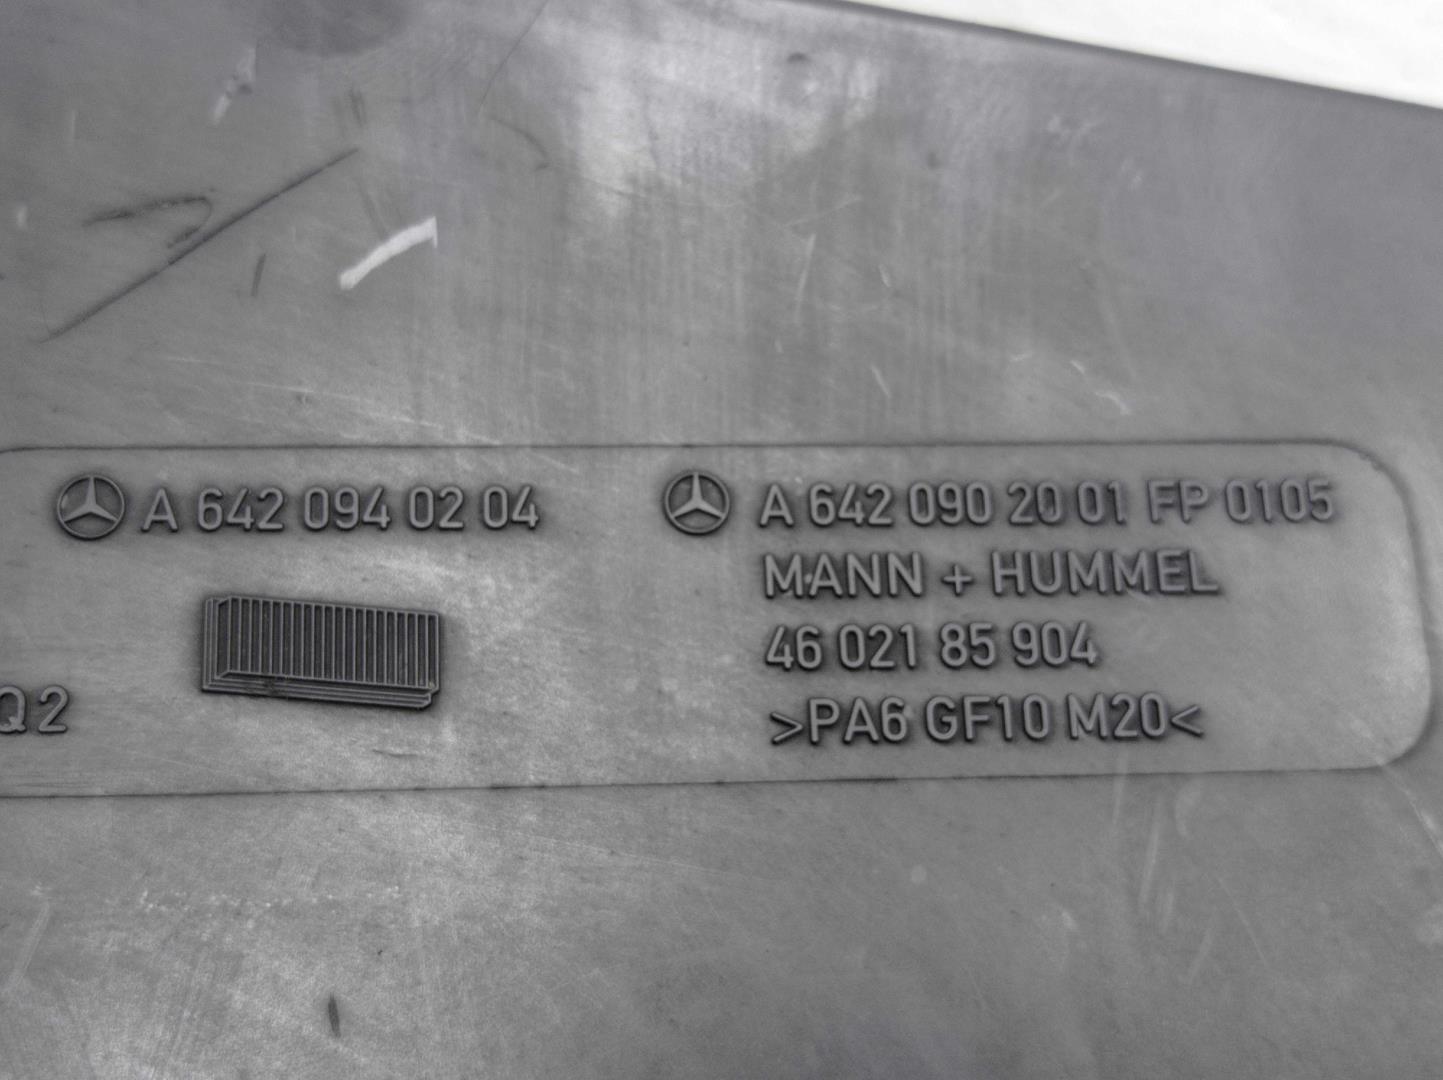 A 642 094 02 04
A 642 090 20 01 FP 0105
MANN + HUMMEL
46 021 85 904
>PA6 GF10 M20<
Q2